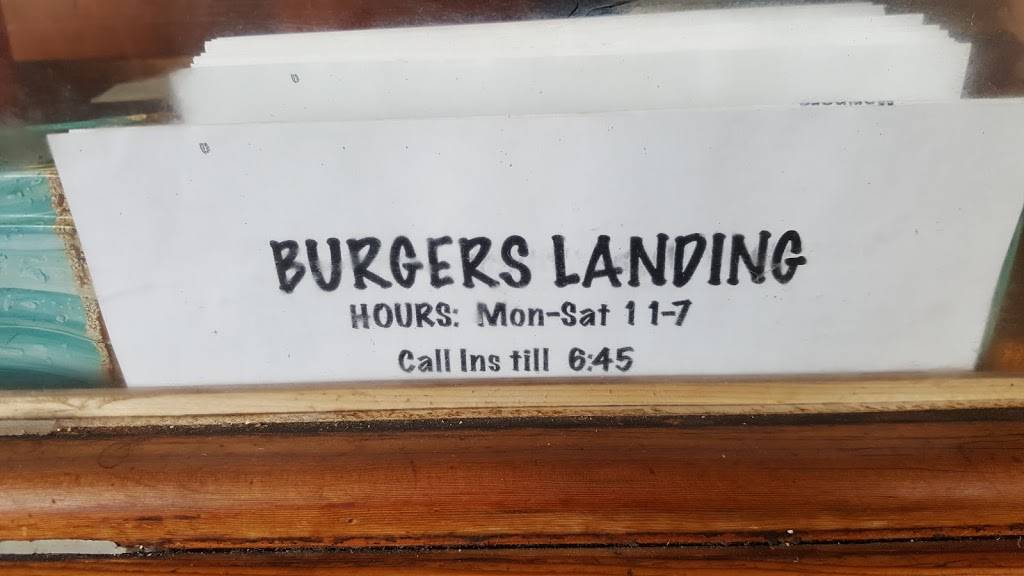 BURGERS LANDING
HOURS: Mon-Sat 11-7
Call Ins till 6:45